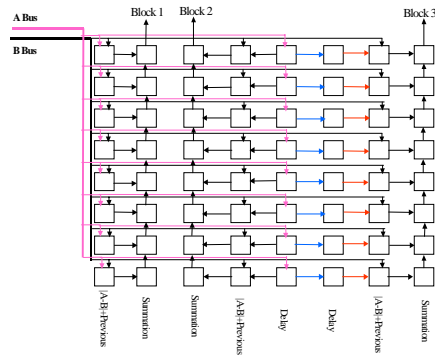 A Bus
B Bus
Block 1
Block 2
Block 3
|A-B|+Previous
Summation
Summation
|A-B|+Previous
Delay
Delay
|A-B|+Previous
Summation